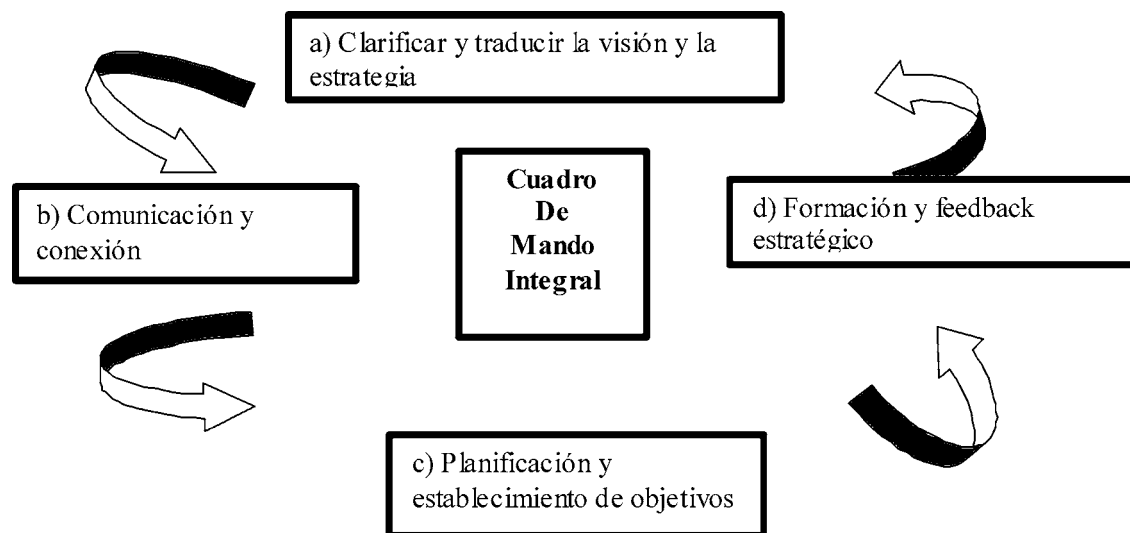 a) Clarificar y traducir la visión y la
estrategia
Cuadro
De
Mando
Integral
b) Comunicación y
conexión
d) Formación y feedback
estratégico
c) Planificación y
establecimiento de objetivos